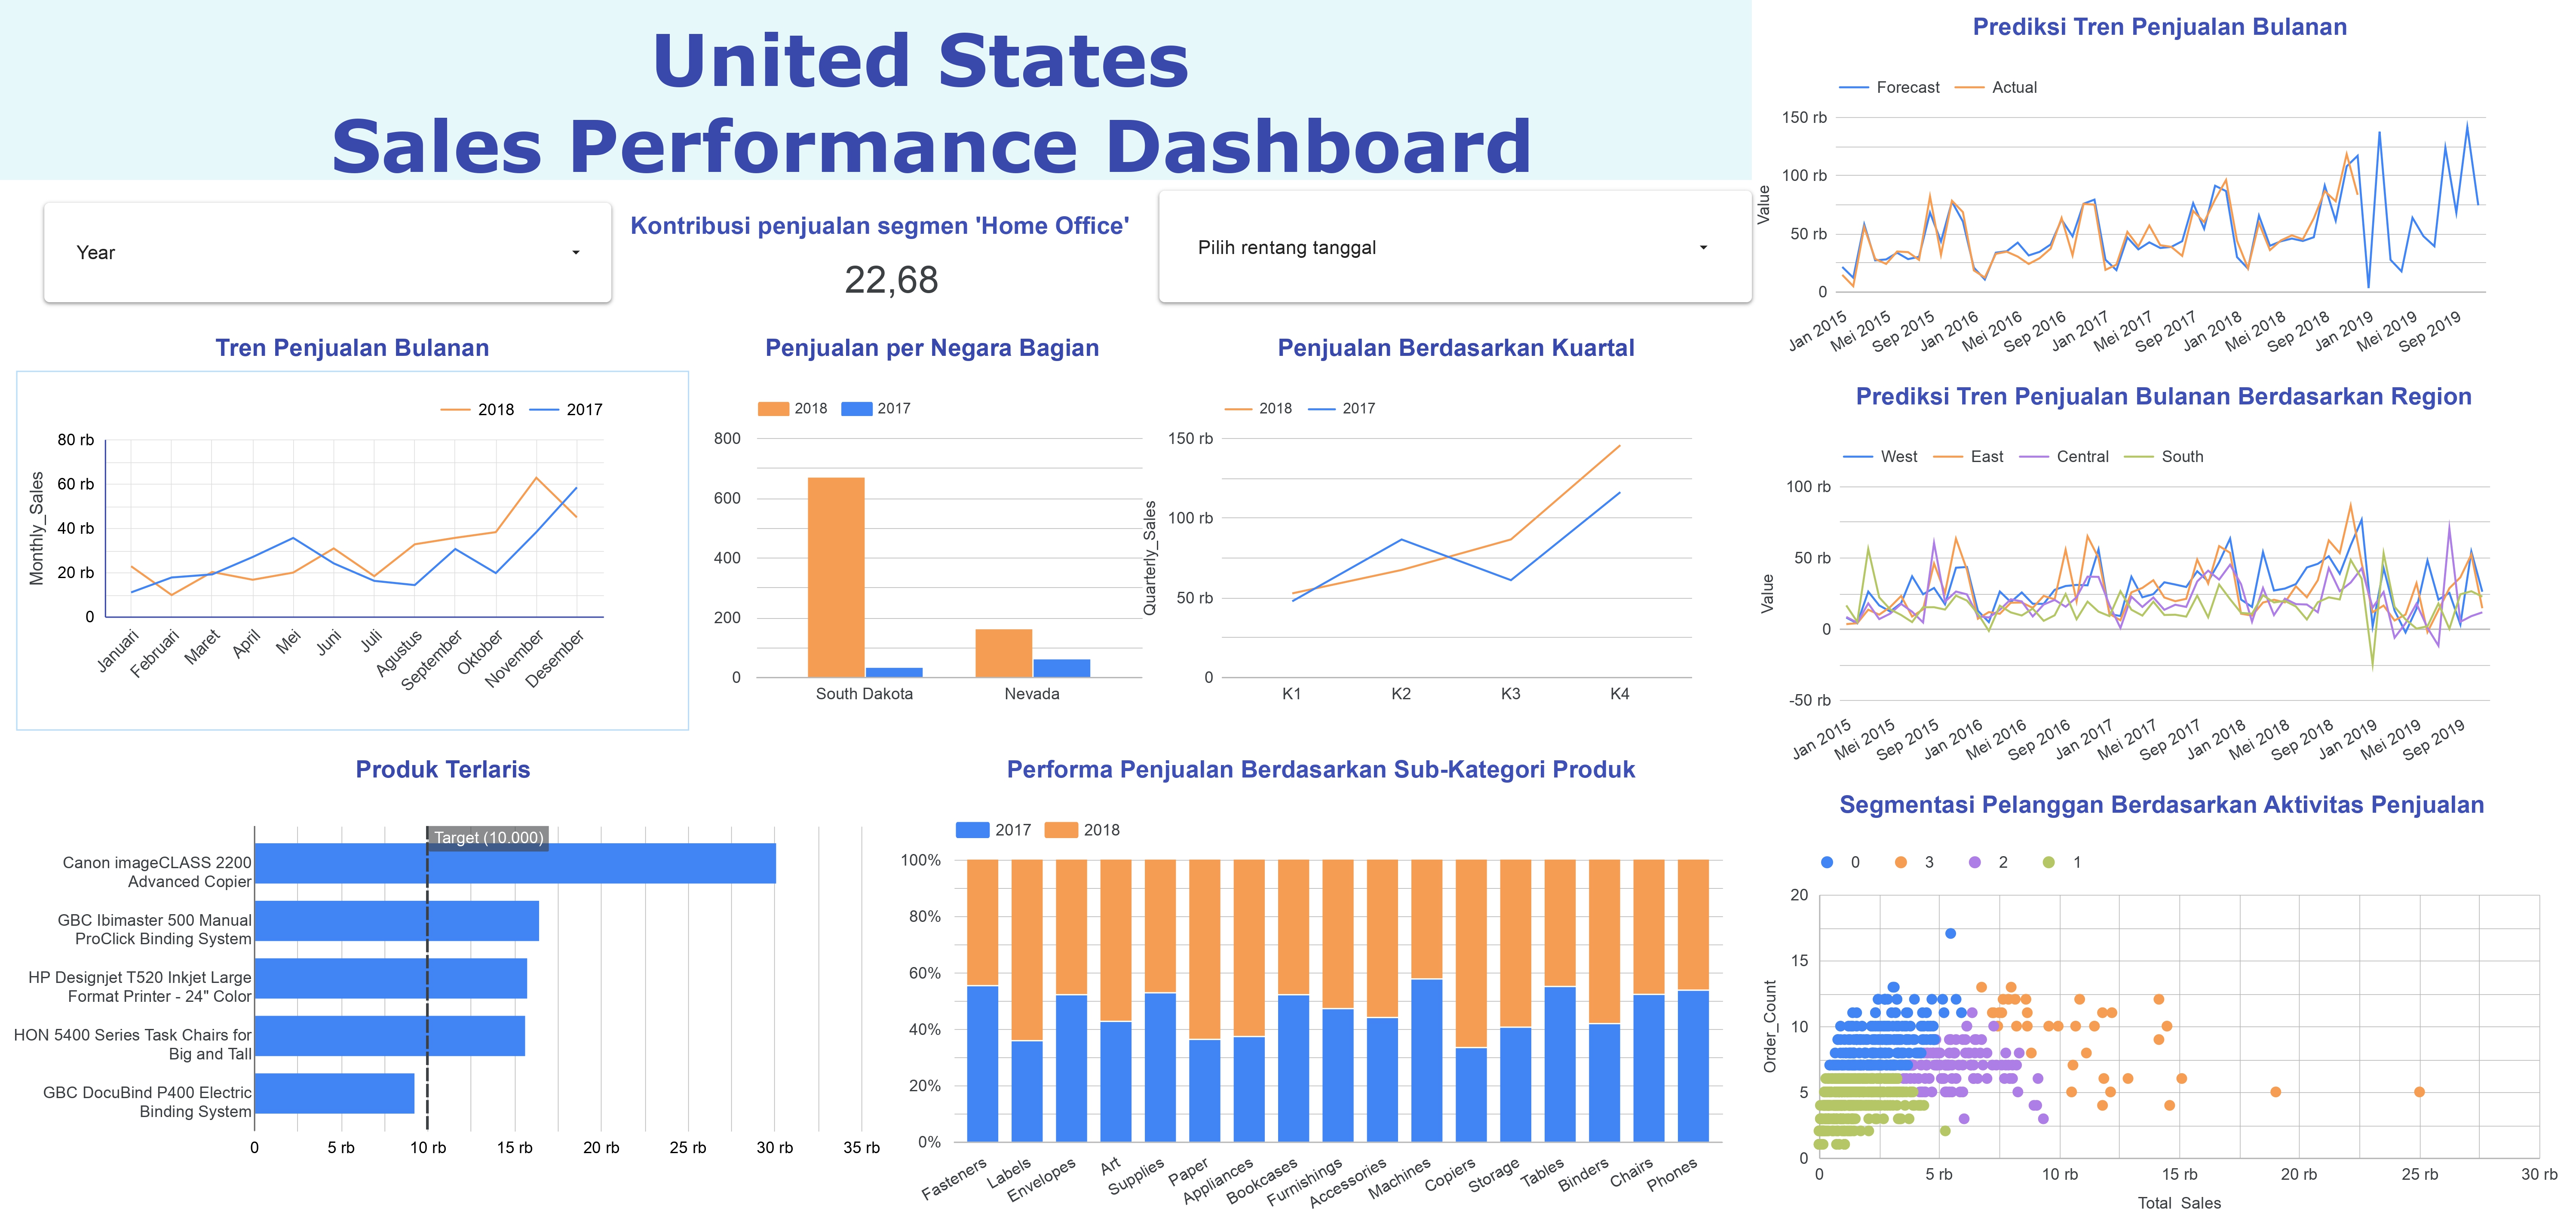 United States
Sales Performance Dashboard
Year
Kontribusi penjualan segmen 'Home Office'
22,68
Pilih rentang tanggal
Tren Penjualan Bulanan
2018
2017
Monthly_Sales
80 rb
60 rb
40 rb
20 rb
0
Januari
Februari
Maret
April
Mei
Juni
Juli
Agustus
September
Oktober
November
Desember
Penjualan per Negara Bagian
2018
2017
800
600
400
200
0
South Dakota
Nevada
Penjualan Berdasarkan Kuartal
2018
2017
Quarterly_Sales
150 rb
100 rb
50 rb
0
K1
K2
K3
K4
Produk Terlaris
Target (10.000)
Canon imageCLASS 2200
Advanced Copier
GBC Ibimaster 500 Manual
ProClick Binding System
HP Designjet T520 Inkjet Large
Format Printer - 24" Color
HON 5400 Series Task Chairs for
Big and Tall
GBC DocuBind P400 Electric
Binding System
0
5 rb
10 rb
15 rb
20 rb
25 rb
30 rb
35 rb
Performa Penjualan Berdasarkan Sub-Kategori Produk
2017
2018
100%
80%
60%
40%
20%
0%
Fasteners
Labels
Envelopes
Art
Supplies
Paper
Appliances
Bookcases
Furnishings
Accessories
Machines
Copiers
Storage
Tables
Binders
Chairs
Phones
Prediksi Tren Penjualan Bulanan
Forecast
Actual
Value
150 rb
100 rb
50 rb
0
Jan 2015
Mei 2015
Sep 2015
Jan 2016
Mei 2016
Sep 2016
Jan 2017
Mei 2017
Sep 2017
Jan 2018
Mei 2018
Sep 2018
Jan 2019
Mei 2019
Sep 2019
Prediksi Tren Penjualan Bulanan Berdasarkan Region
West
East
Central
South
Value
100 rb
50 rb
0
-50 rb
Jan 2015
Mei 2015
Sep 2015
Jan 2016
Mei 2016
Sep 2016
Jan 2017
Mei 2017
Sep 2017
Jan 2018
Mei 2018
Sep 2018
Jan 2019
Mei 2019
Sep 2019
Segmentasi Pelanggan Berdasarkan Aktivitas Penjualan
0
3
2
1
Order_Count
20
15
10
5
0
0
5 rb
10 rb
15 rb
20 rb
25 rb
30 rb
Total_Sales